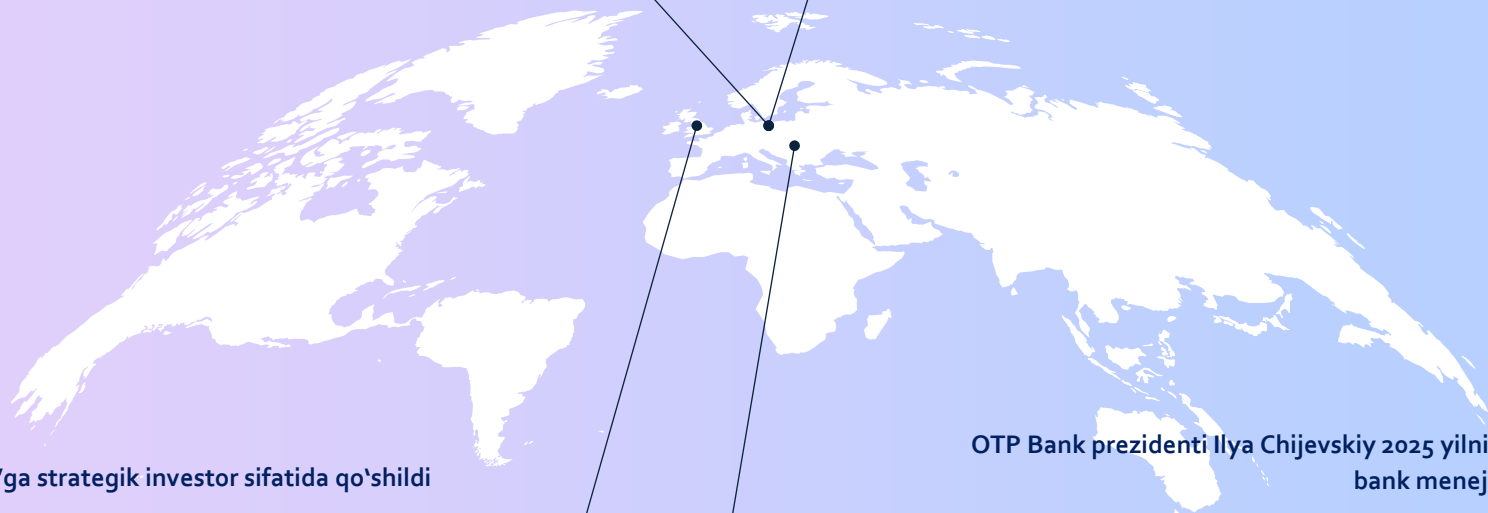 ga strategik investor sifatida qo‘shildi
OTP Bank prezidenti Ilya Chijevskiy 2025 yilni
bank menej